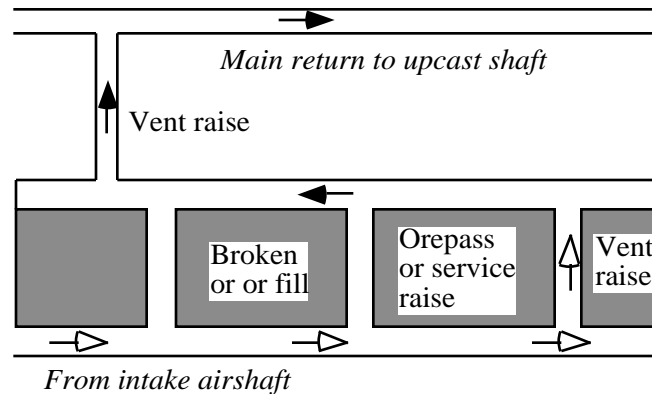 Main return to upcast shaft
Vent raise
Broken
or or fill
Orepass
or service
raise
Vent
raise
From intake airshaft